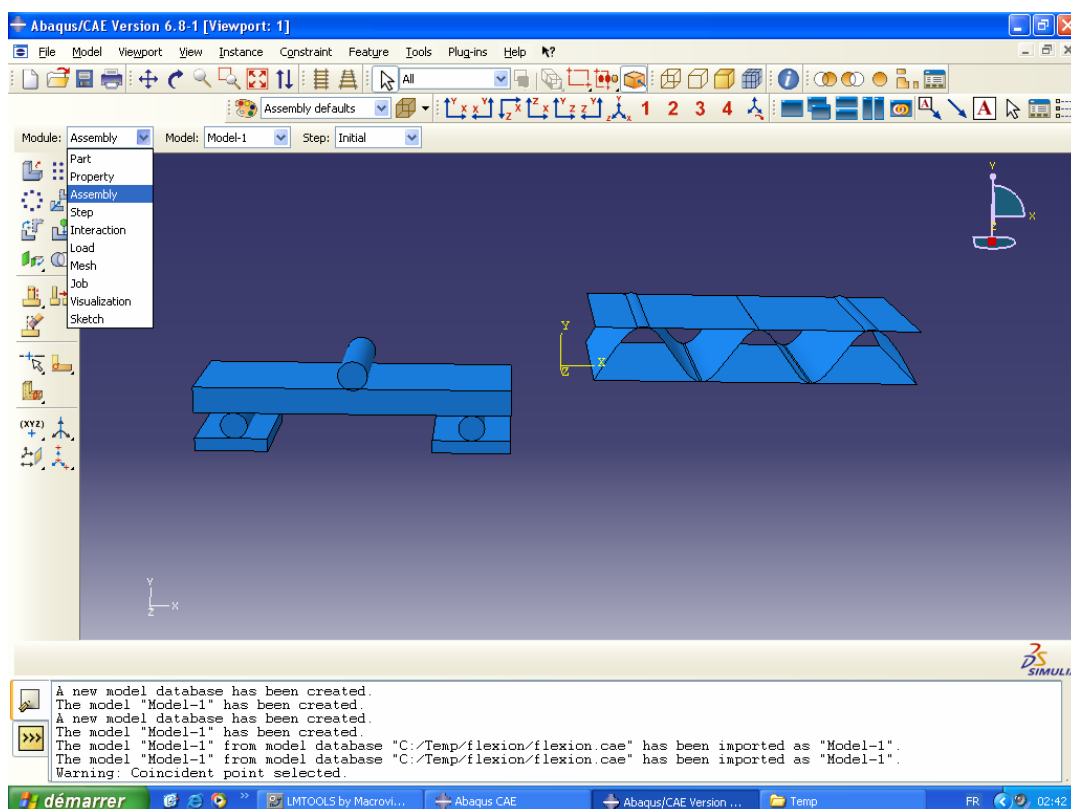 Abaqus/CAE Version 6.8-1 [Viewport: 1]
File Model Viewport View Instance Constraint Feature Tools Plug-ins Help
All
Assembly defaults
1 2 3 4
A
A
Module: Assembly Model: Model-1 Step: Initial
Part
Property
Assembly
Step
Interaction
Load
Mesh
Job
Visualization
Sketch
(XYZ)
Y
X
Z
Y
X
Z
Y
X
Z
SIMULIA
A new model database has been created.
The model "Model-1" has been created.
A new model database has been created.
The model "Model-1" has been created.
The model "Model-1" from model database "C:/Temp/flexion/flexion.cae" has been imported as "Model-1".
The model "Model-1" from model database "C:/Temp/flexion/flexion.cae" has been imported as "Model-1".
Warning: Coincident point selected.
>>>
démarrer LMTOOLS by Macrovi... Abaqus CAE Abaqus/CAE Version ... Temp FR 02:42